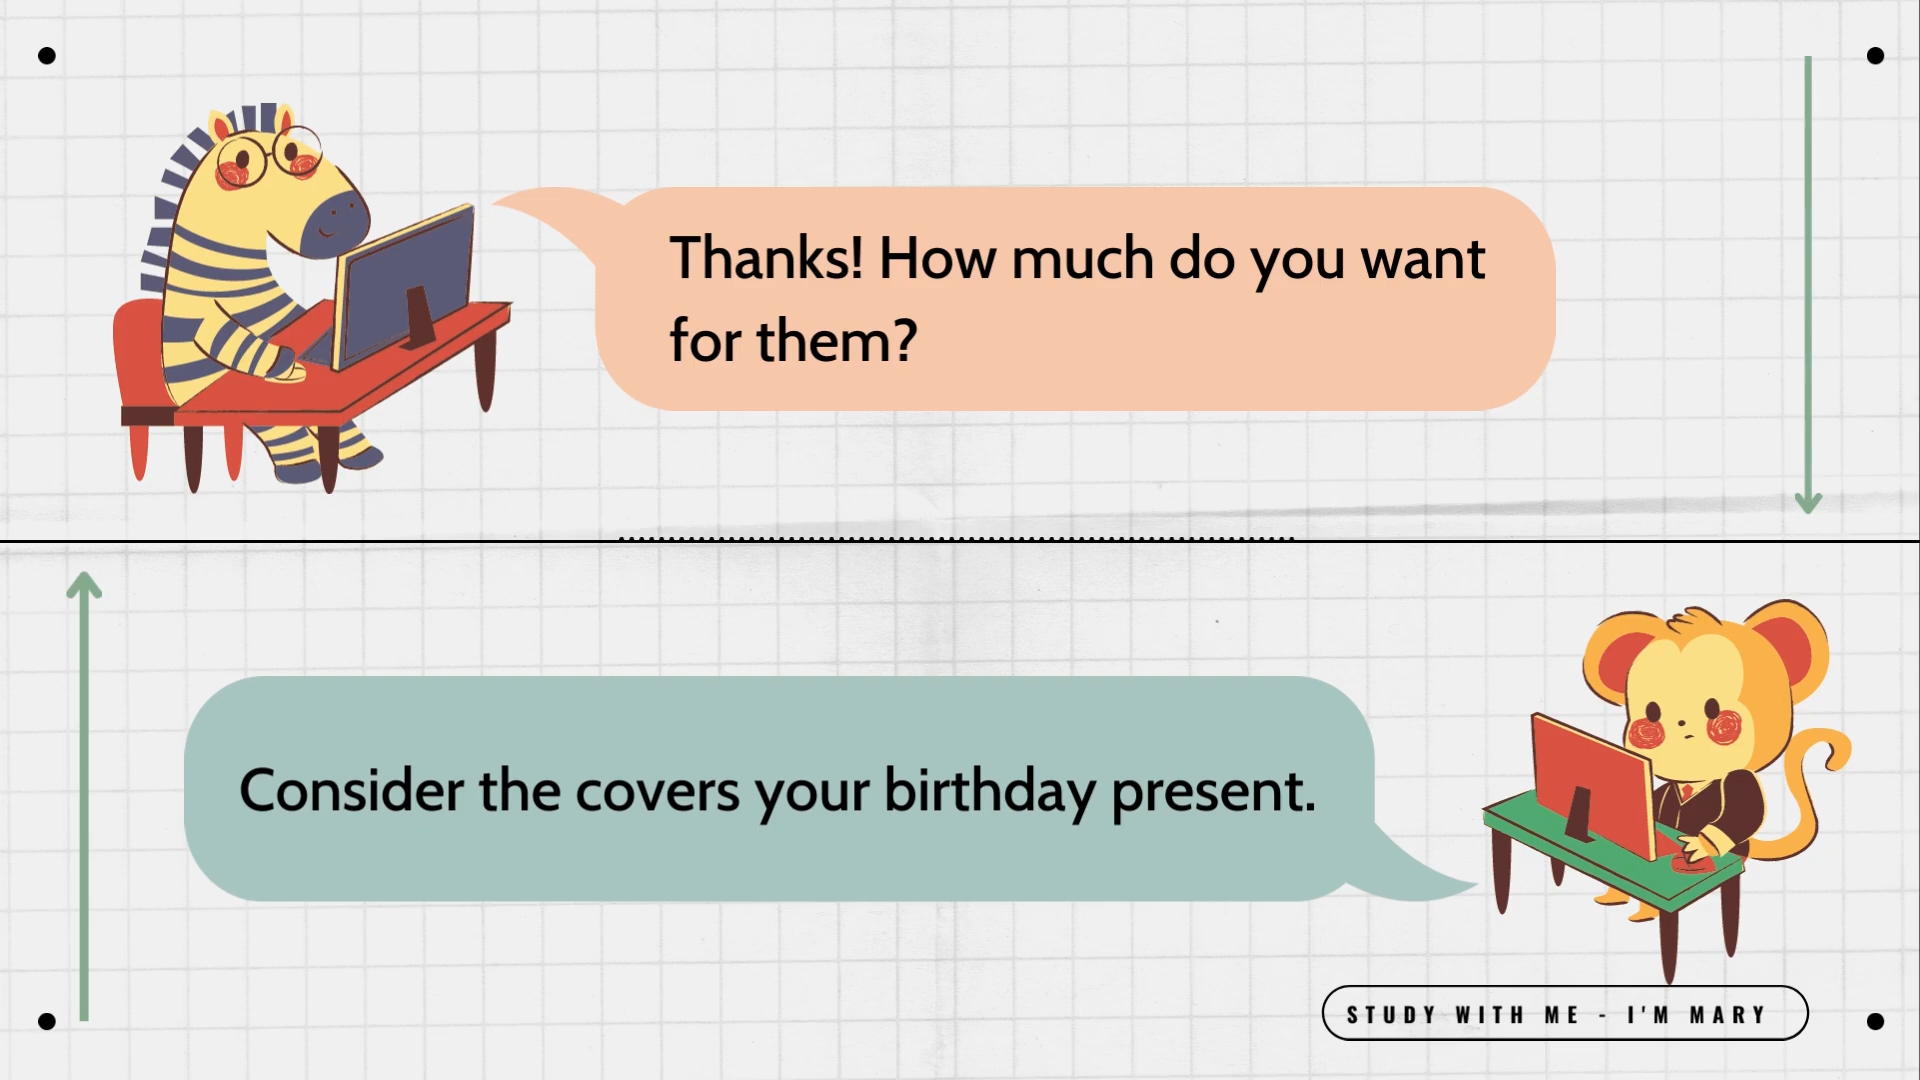 Thanks! How much do you want
for them?
Consider the covers your birthday present.
STUDY WITH ME - I'M MARY